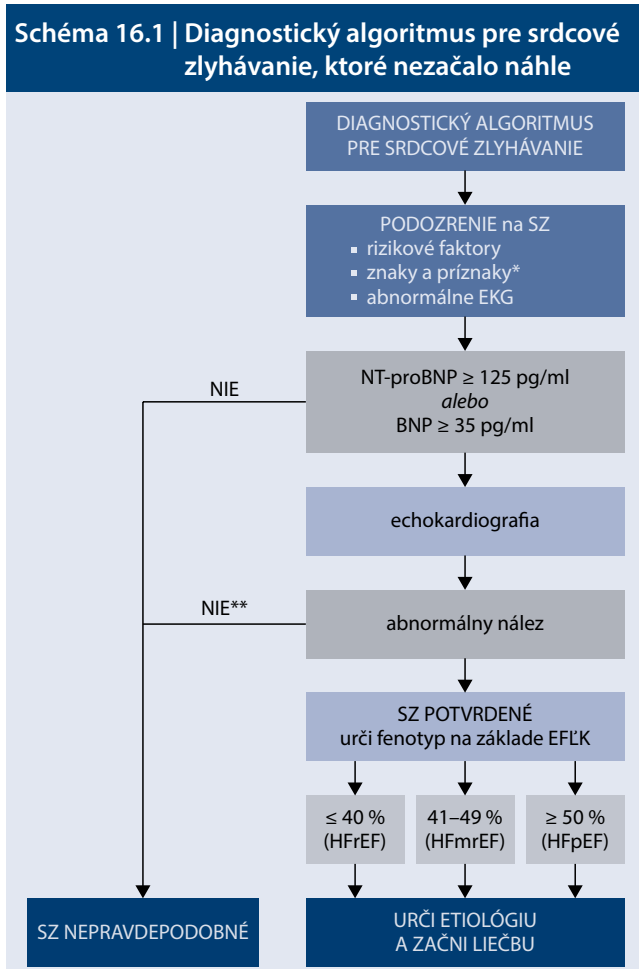 Schéma 16.1 | Diagnostický algoritmus pre srdcové
zlyhávanie, ktoré nezačalo náhle
DIAGNOSTICKÝ ALGORITMUS
PRE SRDCOVÉ ZLYHÁVANIE
PODOZRENIE na SZ
▪ rizikové faktory
▪ znaky a príznaky*
▪ abnormálne EKG
NIE
NT-proBNP ≥ 125 pg/ml
alebo
BNP ≥ 35 pg/ml
echokardiografia
NIE**
abnormálny nález
SZ POTVRDENÉ
urči fenotyp na základe EFĽK
≤ 40 %
(HFrEF)
41–49 %
(HFmrEF)
≥ 50 %
(HFpEF)
SZ NEPRAVDEPODOBNÉ
URČI ETIOLÓGIU
A ZAČNI LIEČBU